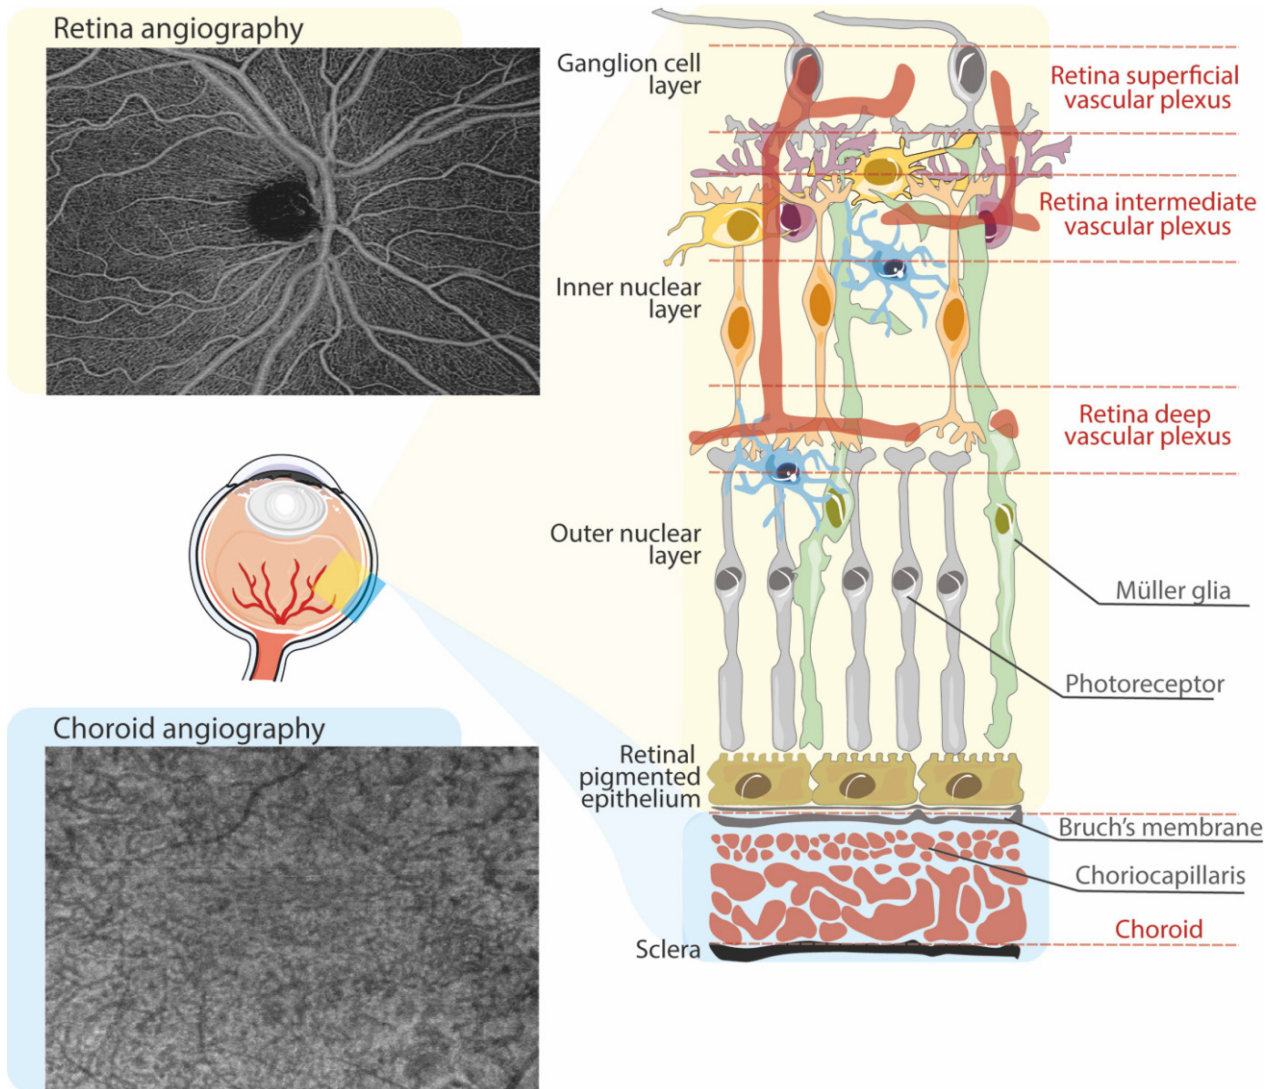 Retina angiography
Ganglion cell
layer
Retina superficial
vascular plexus
Retina intermediate
vascular plexus
Inner nuclear
layer
Retina deep
vascular plexus
Outer nuclear
layer
Müller glia
Photoreceptor
Choroid angiography
Retinal
pigmented
epithelium
Bruch's membrane
Choriocapillaris
Choroid
Sclera